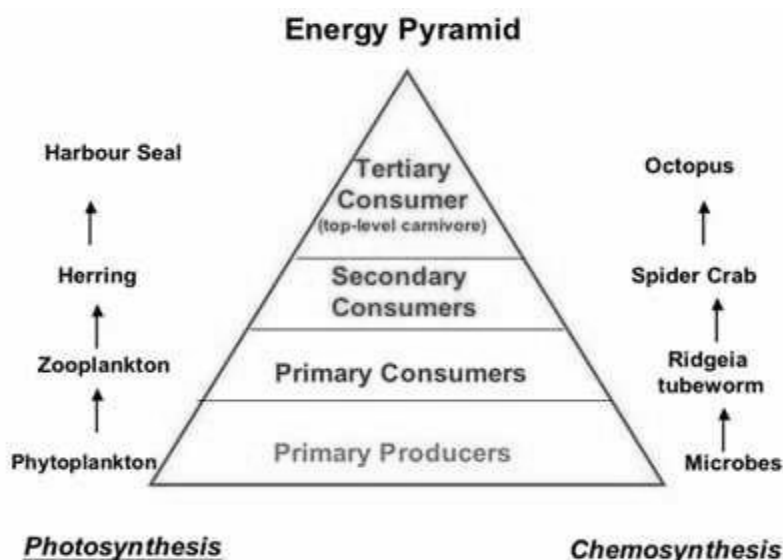 Energy Pyramid
Harbour Seal
Herring
Zooplankton
Phytoplankton
Photosynthesis
Tertiary
Consumer
(top-level carnivore)
Secondary
Consumers
Primary Consumers
Primary Producers
Octopus
Spider Crab
Ridgeia
tubeworm
Microbes
Chemosynthesis